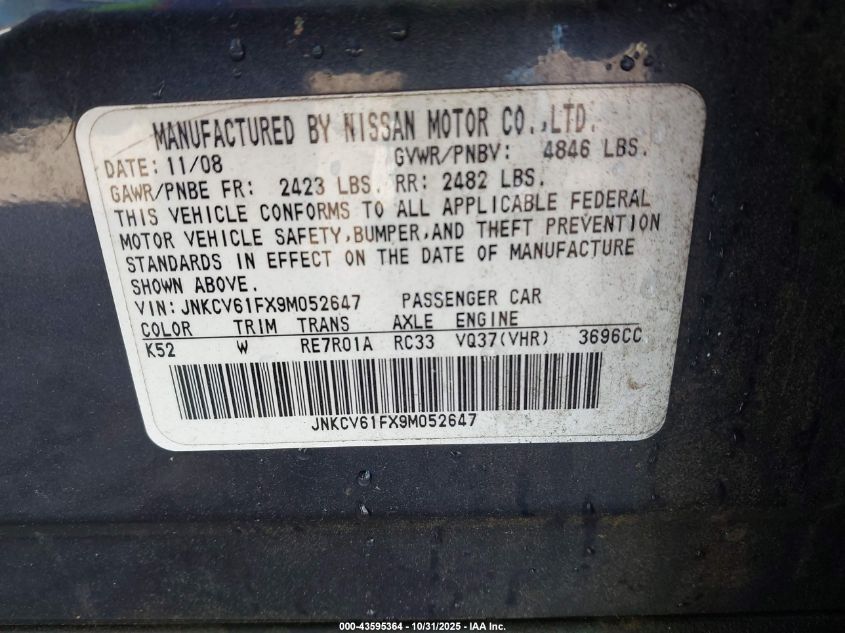 MANUFACTURED BY NISSAN MOTOR CO.,LTD.
DATE: 11/08 GVWR/PNBV: 4846 LBS.
GAWR/PNBE FR: 2423 LBS. RR: 2482 LBS.
THIS VEHICLE CONFORMS TO ALL APPLICABLE FEDERAL
MOTOR VEHICLE SAFETY,BUMPER,AND THEFT PREVENTION
STANDARDS IN EFFECT ON THE DATE OF MANUFACTURE
SHOWN ABOVE.
VIN: JNKCV61FX9M052647 PASSENGER CAR
COLOR TRIM TRANS AXLE ENGINE
K52 W RE7R01A RC33 VQ37(VHR) 3696CC
JNKCV61FX9M052647
000-43595364 - 10/31/2025 - IAA Inc.